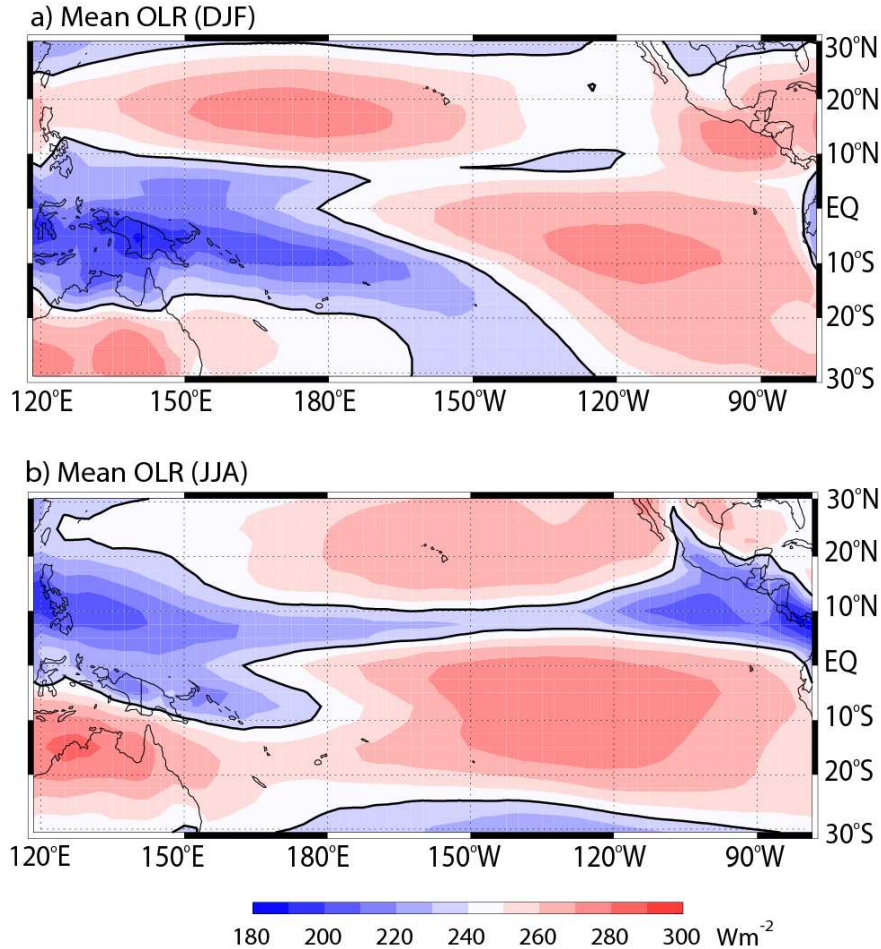 a) Mean OLR (DJF)
30°N
20°N
10°N
EQ
10°S
20°S
30°S
120°E 150°E 180°E 150°W 120°W 90°W
b) Mean OLR (JJA)
30°N
20°N
10°N
EQ
10°S
20°S
30°S
120°E 150°E 180°E 150°W 120°W 90°W
180 200 220 240 260 280 300 Wm⁻²